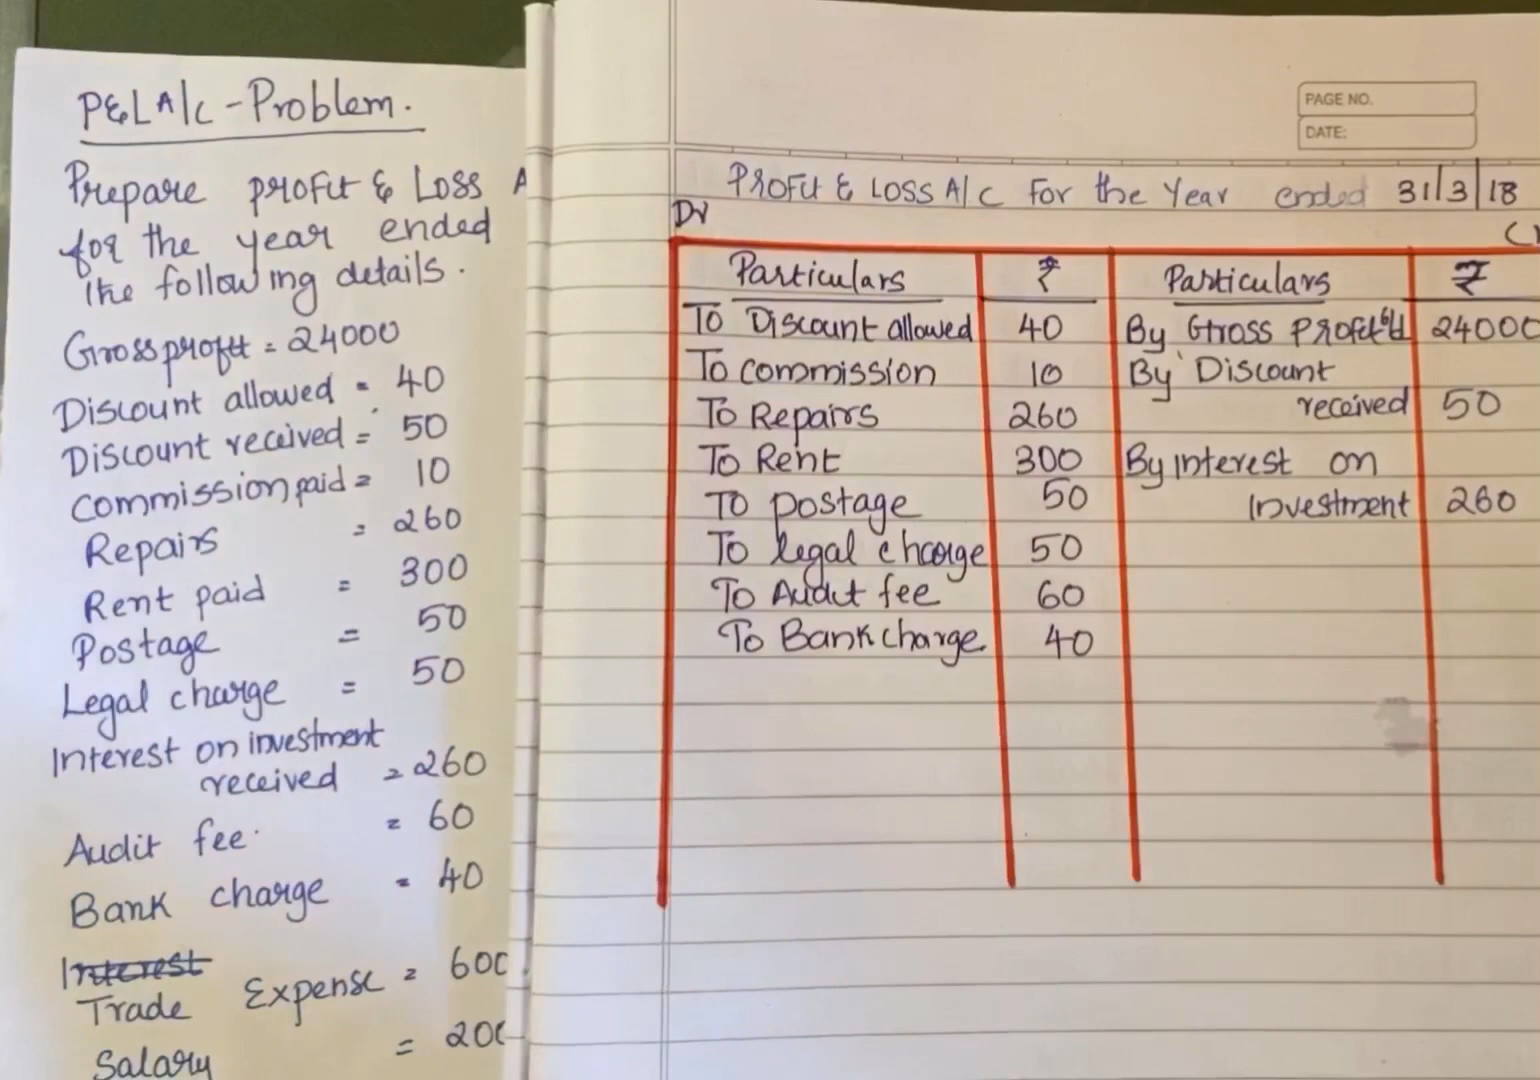 P&L A/c - Problem.
Prepare profit & Loss A
for the year ended
the following details.
Gross profit = 24000
Discount allowed = 40
Discount received = 50
Commission paid = 10
Repairs = 260
Rent paid = 300
Postage = 50
Legal charge = 50
Interest on investment
received = 260
Audit fee = 60
Bank charge = 40
Interest
Trade Expense = 600
Salary = 200
PAGE NO.
DATE:
Profit & Loss A/c for the Year ended 31/3/18
Dr
Particulars ₹ Particulars ₹
To Discount allowed 40 By Gross Profit b/d 24000
To Commission 10 By Discount
To Repairs 260 received 50
To Rent 300 By Interest on
To postage 50 Investment 260
To legal charge 50
To Audit fee 60
To Bank charge 40